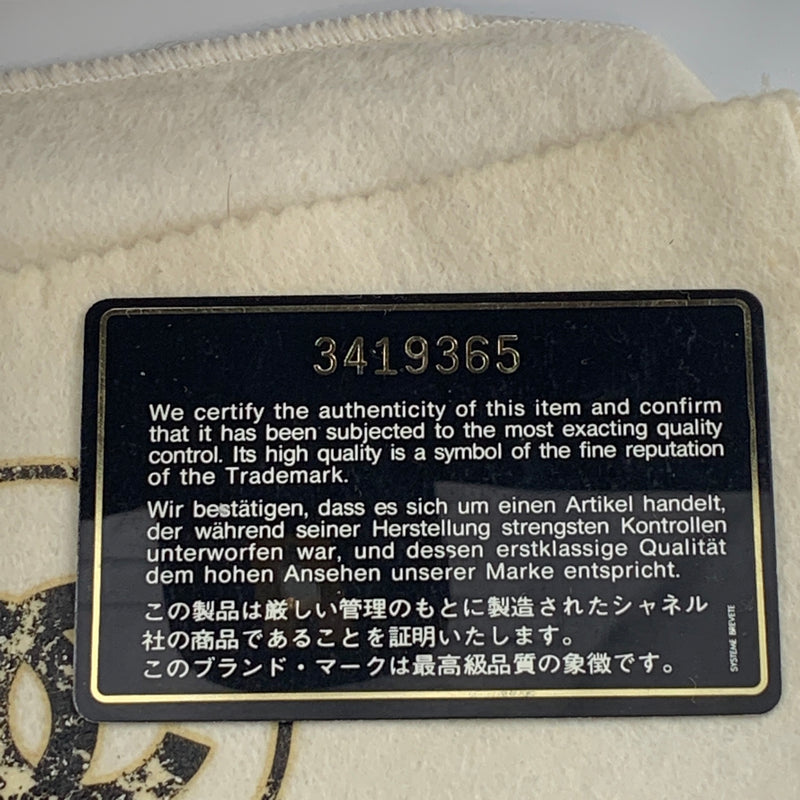 3419365
We certify the authenticity of this item and confirm
that it has been subjected to the most exacting quality
control. Its high quality is a symbol of the fine reputation
of the Trademark.
Wir bestätigen, dass es sich um einen Artikel handelt,
der während seiner Herstellung strengsten Kontrollen
unterworfen war, und dessen erstklassige Qualität
dem hohen Ansehen unserer Marke entspricht.
この製品は厳しい管理のもとに製造されたシャネル
社の商品であることを証明いたします。
このブランド・マークは最高級品質の象徴です。
SYSTEME BREVETE